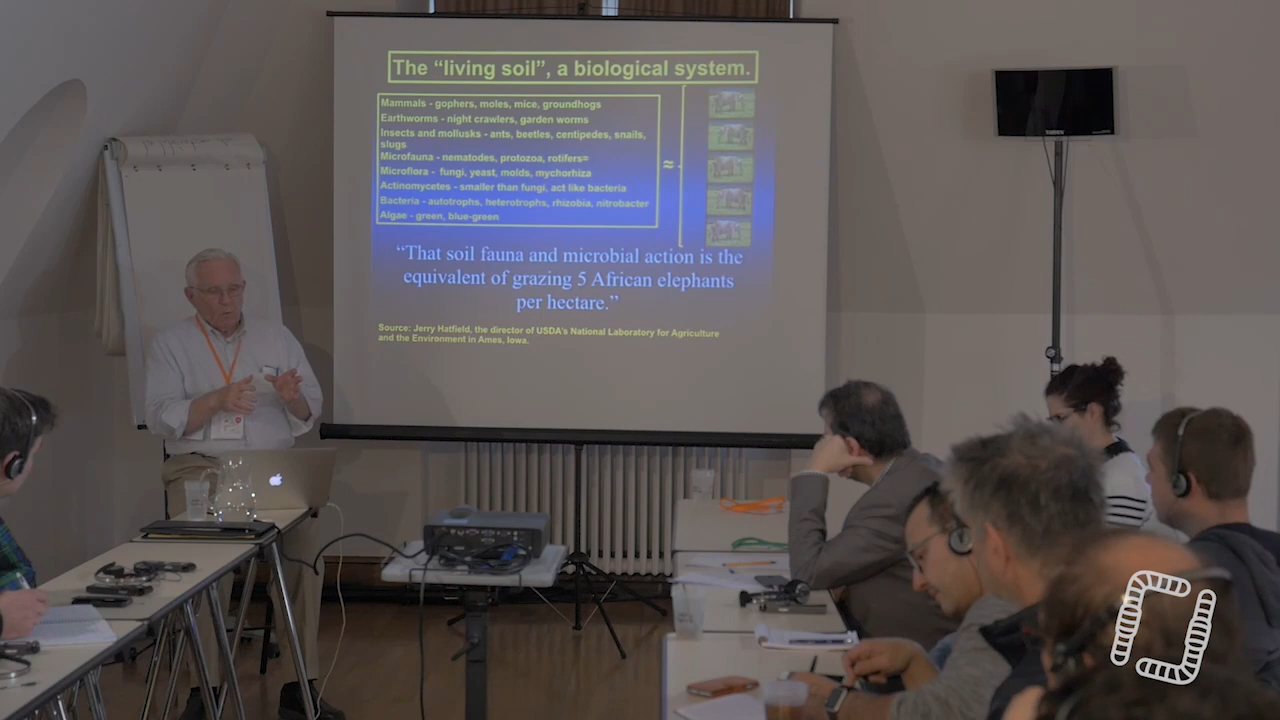 The “living soil”, a biological system.
Mammals - gophers, moles, mice, groundhogs
Earthworms - night crawlers, garden worms
Insects and mollusks - ants, beetles, centipedes, snails,
slugs
Microfauna - nematodes, protozoa, rotifers=
Microflora - fungi, yeast, molds, mychorhiza
Actinomycetes - smaller than fungi, act like bacteria
Bacteria - autotrophs, heterotrophs, rhizobia, nitrobacter
Algae - green, blue-green
≈
“That soil fauna and microbial action is the
equivalent of grazing 5 African elephants
per hectare.”
Source: Jerry Hatfield, the director of USDA's National Laboratory for Agriculture
and the Environment in Ames, Iowa.